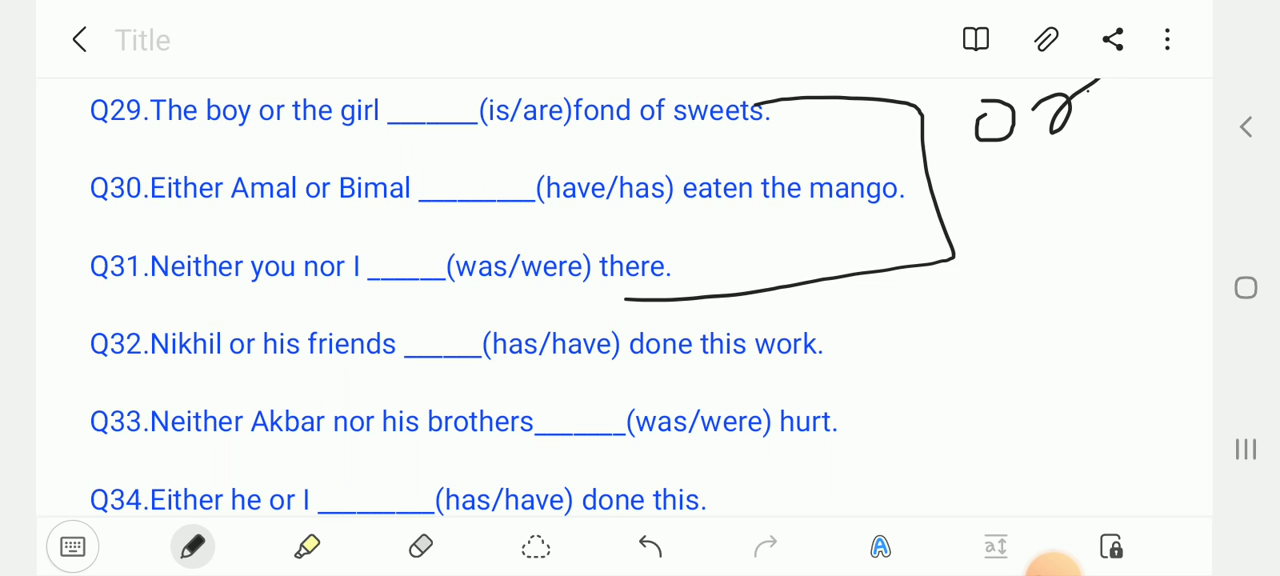 Title
Q29.The boy or the girl ______(is/are)fond of sweets.
or
Q30.Either Amal or Bimal ________(have/has) eaten the mango.
Q31.Neither you nor I _____(was/were) there.
Q32.Nikhil or his friends _____(has/have) done this work.
Q33.Neither Akbar nor his brothers______(was/were) hurt.
Q34.Either he or I ________(has/have) done this.